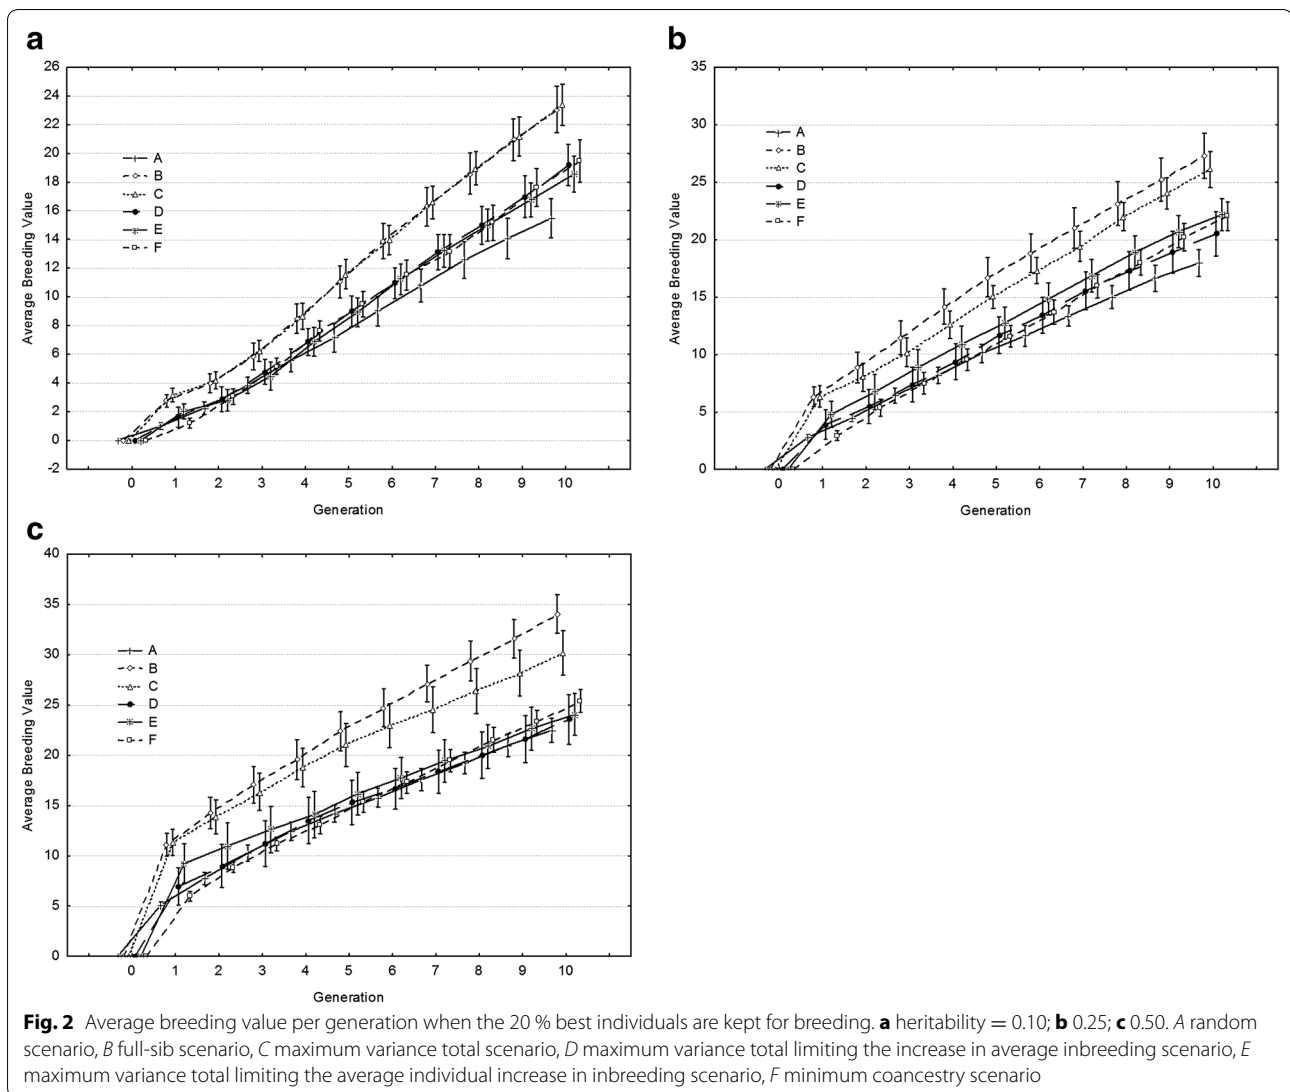 a
26
24
22
20
18
16
14
12
10
8
6
4
2
0
-2
Average Breeding Value
A
B
C
D
E
F
0 1 2 3 4 5 6 7 8 9 10
Generation
b
35
30
25
20
15
10
5
0
Average Breeding Value
A
B
C
D
E
F
0 1 2 3 4 5 6 7 8 9 10
Generation
c
40
35
30
25
20
15
10
5
0
Average Breeding Value
A
B
C
D
E
F
0 1 2 3 4 5 6 7 8 9 10
Generation
Fig. 2 Average breeding value per generation when the 20 % best individuals are kept for breeding. a heritability = 0.10; b 0.25; c 0.50. A random
scenario, B full-sib scenario, C maximum variance total scenario, D maximum variance total limiting the increase in average inbreeding scenario, E
maximum variance total limiting the average individual increase in inbreeding scenario, F minimum coancestry scenario